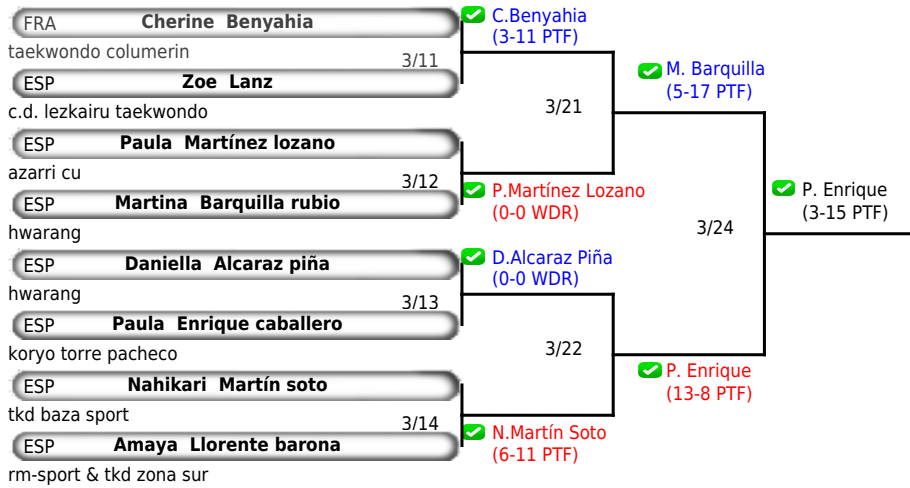 FRA Cherine Benyahia
taekwondo columerin
3/11
ESP Zoe Lanz
c.d. lezkairu taekwondo
ESP Paula Martínez lozano
azarri cu
3/12
ESP Martina Barquilla rubio
hwarang
ESP Daniella Alcaraz piña
hwarang
3/13
ESP Paula Enrique caballero
koryo torre pacheco
ESP Nahikari Martín soto
tkd baza sport
3/14
ESP Amaya Llorente barona
rm-sport & tkd zona sur
C.Benyahia
(3-11 PTF)
3/21
P.Martínez Lozano
(0-0 WDR)
D.Alcaraz Piña
(0-0 WDR)
3/22
N.Martín Soto
(6-11 PTF)
M. Barquilla
(5-17 PTF)
3/24
P. Enrique
(13-8 PTF)
P. Enrique
(3-15 PTF)